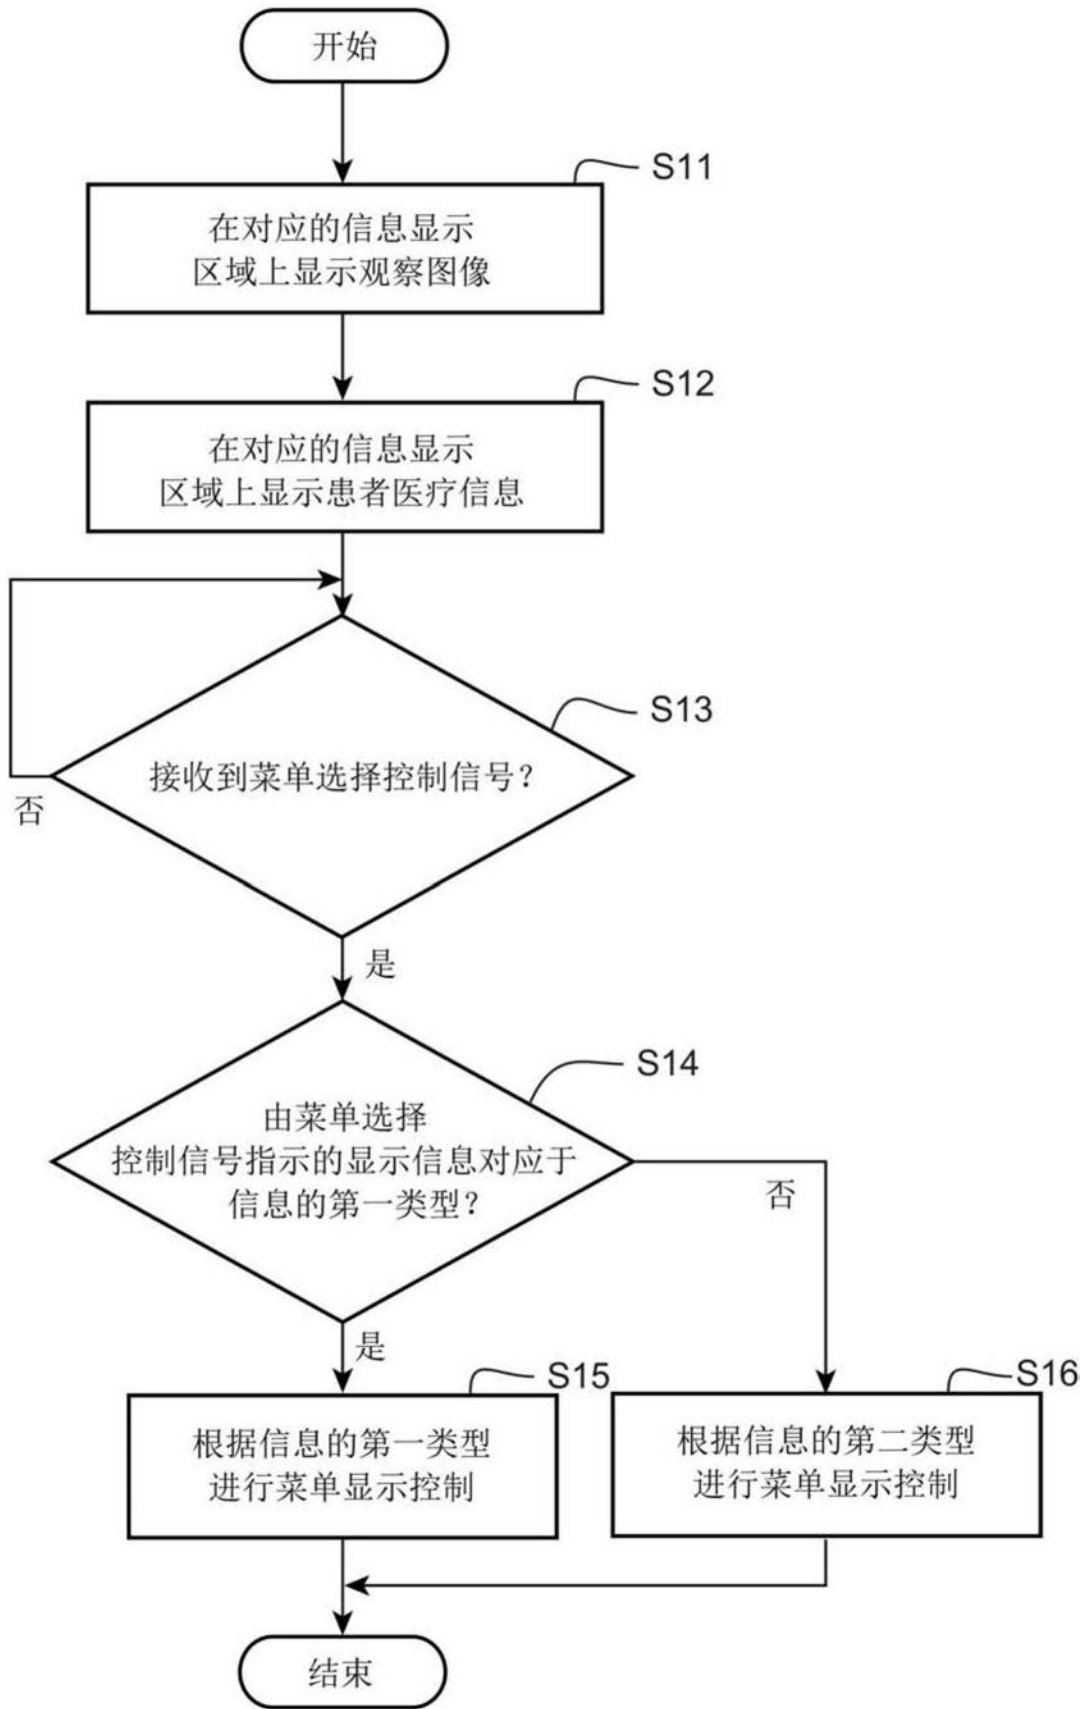 开始
S11
在对应的信息显示
区域上显示观察图像
S12
在对应的信息显示
区域上显示患者医疗信息
S13
接收到菜单选择控制信号?
否
是
S14
由菜单选择
控制信号指示的显示信息对应于
信息的第一类型?
否
是
S15
根据信息的第一类型
进行菜单显示控制
S16
根据信息的第二类型
进行菜单显示控制
结束